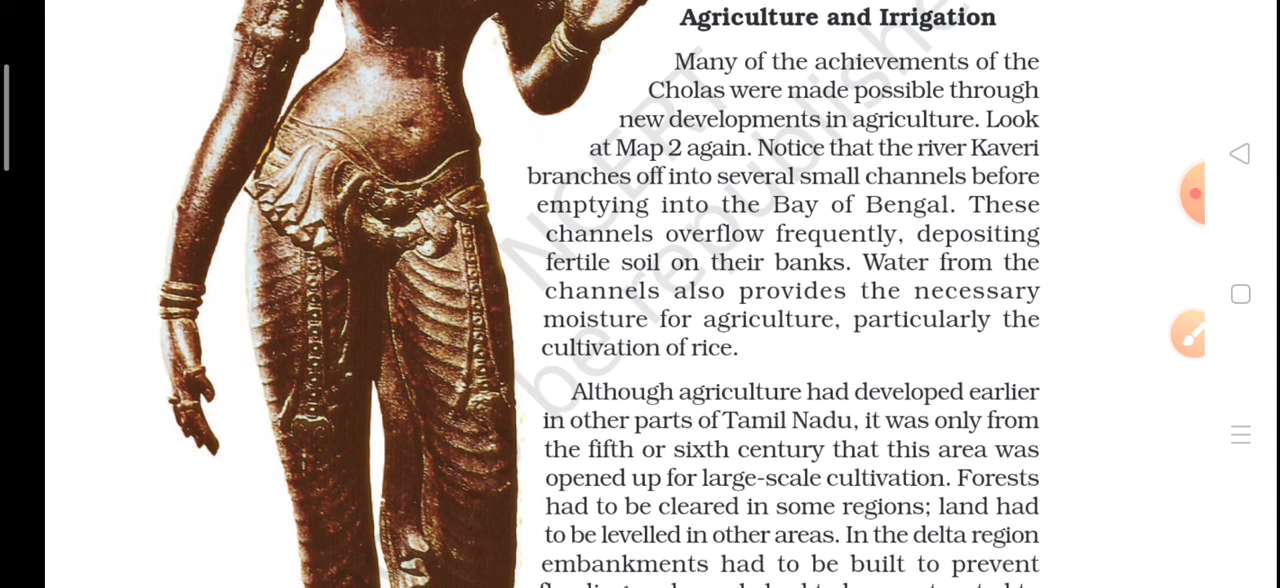 Agriculture and Irrigation
Many of the achievements of the
Cholas were made possible through
new developments in agriculture. Look
at Map 2 again. Notice that the river Kaveri
branches off into several small channels before
emptying into the Bay of Bengal. These
channels overflow frequently, depositing
fertile soil on their banks. Water from the
channels also provides the necessary
moisture for agriculture, particularly the
cultivation of rice.
Although agriculture had developed earlier
in other parts of Tamil Nadu, it was only from
the fifth or sixth century that this area was
opened up for large-scale cultivation. Forests
had to be cleared in some regions; land had
to be levelled in other areas. In the delta region
embankments had to be built to prevent
NCERT
be republishe